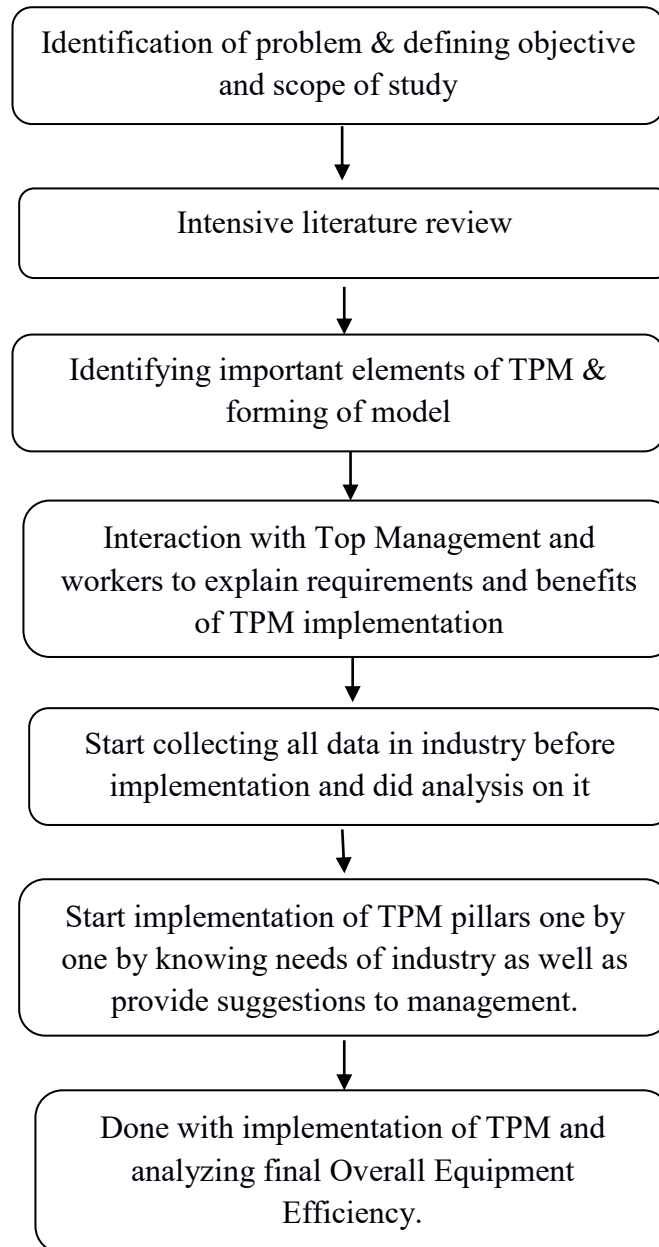 Identification of problem & defining objective
and scope of study
Intensive literature review
Identifying important elements of TPM &
forming of model
Interaction with Top Management and
workers to explain requirements and benefits
of TPM implementation
Start collecting all data in industry before
implementation and did analysis on it
Start implementation of TPM pillars one by
one by knowing needs of industry as well as
provide suggestions to management.
Done with implementation of TPM and
analyzing final Overall Equipment
Efficiency.